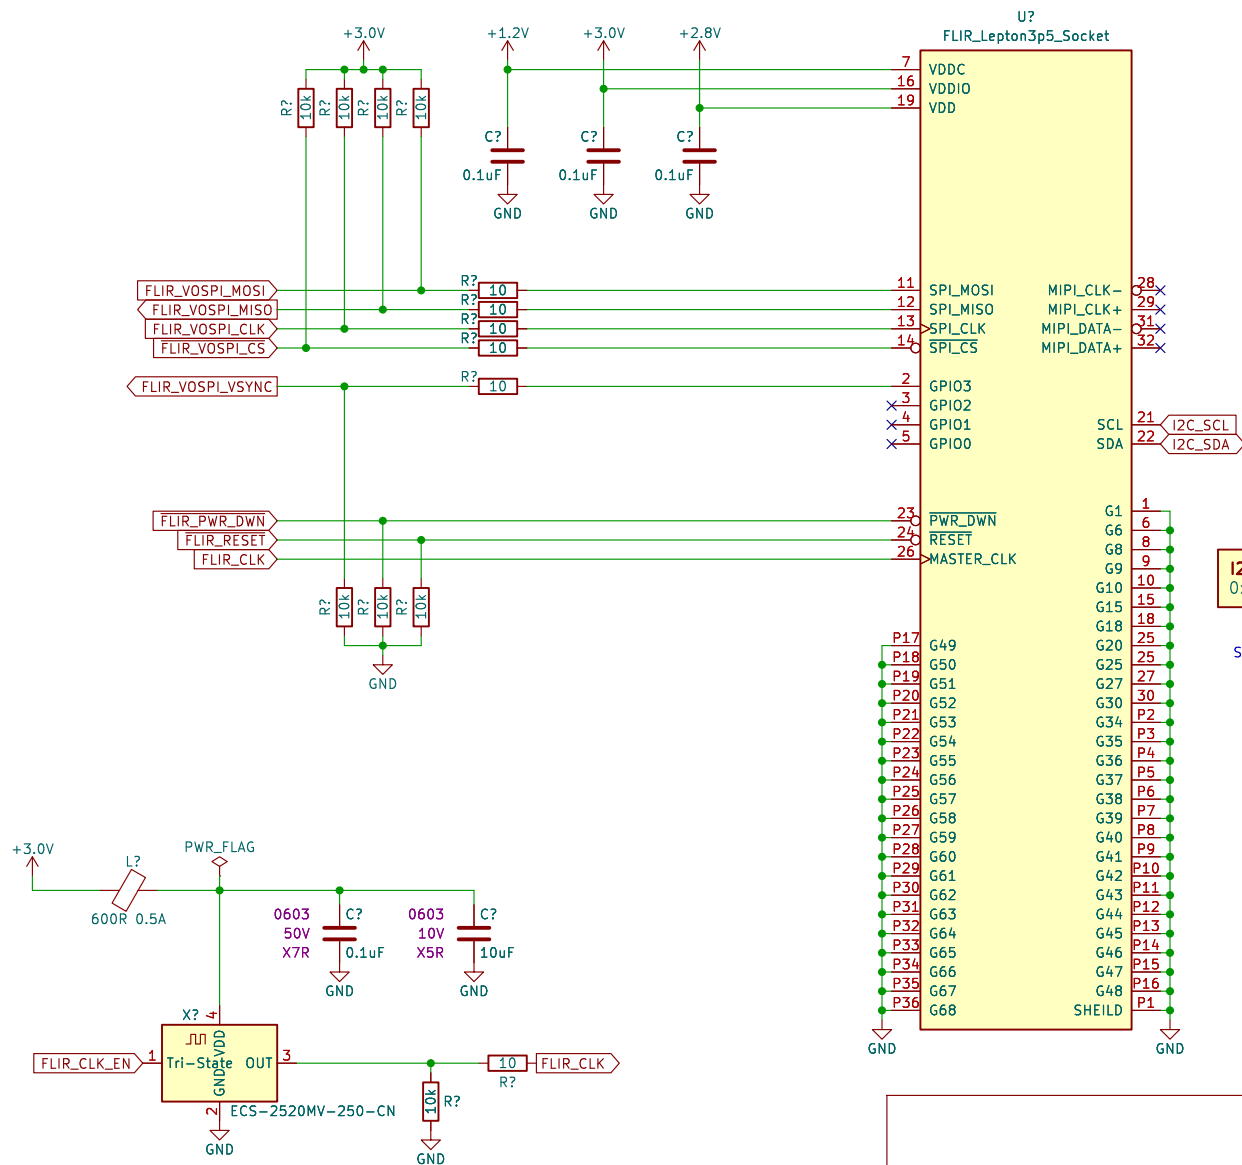 U?
FLIR_Lepton3p5_Socket
+3.0V
+1.2V
+3.0V
+2.8V
R?
10k
R?
10k
R?
10k
R?
10k
C?
0.1uF
GND
C?
0.1uF
GND
C?
0.1uF
GND
7 VDDC
16 VDDIO
19 VDD
FLIR_VOSPI_MOSI R? 10 11 SPI_MOSI
FLIR_VOSPI_MISO R? 10 12 SPI_MISO
FLIR_VOSPI_CLK R? 10 13 SPI_CLK
FLIR_VOSPI_CS R? 10 14 SPI_CS
FLIR_VOSPI_VSYNC R? 10 2 GPIO3
3 GPIO2
4 GPIO1
5 GPIO0
MIPI_CLK- 28
MIPI_CLK+ 29
MIPI_DATA- 31
MIPI_DATA+ 32
SCL 21 I2C_SCL
SDA 22 I2C_SDA
FLIR_PWR_DWN 23 PWR_DWN
FLIR_RESET 24 RESET
FLIR_CLK 26 MASTER_CLK
R?
10k
R?
10k
R?
10k
GND
G1 1
G6 6
G8 8
G9 9
G10 10
G15 15
G18 18
G20 25
G25 25
G27 27
G30 30
G34 P2
G35 P3
G36 P4
G37 P5
G38 P6
G39 P7
G40 P8
G41 P9
G42 P10
G43 P11
G44 P12
G45 P13
G46 P14
G47 P15
G48 P16
SHEILD P1
GND
P17 G49
P18 G50
P19 G51
P20 G52
P21 G53
P22 G54
P23 G55
P24 G56
P25 G57
P26 G58
P27 G59
P28 G60
P29 G61
P30 G62
P31 G63
P32 G64
P33 G65
P34 G66
P35 G67
P36 G68
GND
+3.0V
L?
600R 0.5A
PWR_FLAG
0603
50V
X7R
C?
0.1uF
GND
0603
10V
X5R
C?
10uF
GND
X?
4
VDD
FLIR_CLK_EN 1 Tri-State OUT 3
GND
2
ECS-2520MV-250-CN
GND
10k
R?
GND
10
R?
FLIR_CLK